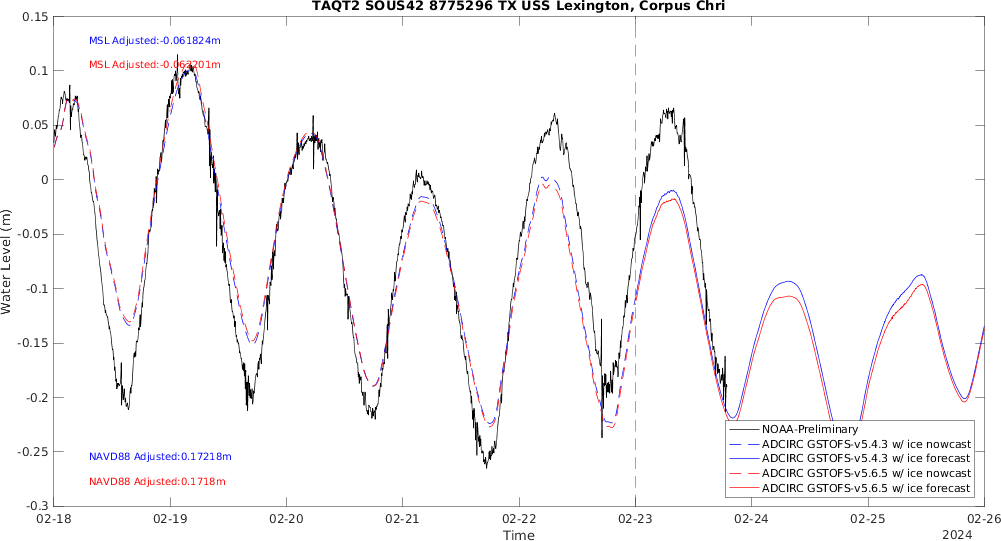 TAQT2 SOUS42 8775296 TX USS Lexington, Corpus Chri
MSL Adjusted:-0.061824m
MSL Adjusted:-0.063201m
0.15
0.1
0.05
0
-0.05
-0.1
-0.15
-0.2
-0.25
-0.3
Water Level (m)
NAVD88 Adjusted:0.17218m
NAVD88 Adjusted:0.1718m
NOAA-Preliminary
ADCIRC GSTOFS-v5.4.3 w/ ice nowcast
ADCIRC GSTOFS-v5.4.3 w/ ice forecast
ADCIRC GSTOFS-v5.6.5 w/ ice nowcast
ADCIRC GSTOFS-v5.6.5 w/ ice forecast
02-18 02-19 02-20 02-21 02-22 02-23 02-24 02-25 02-26
Time
2024